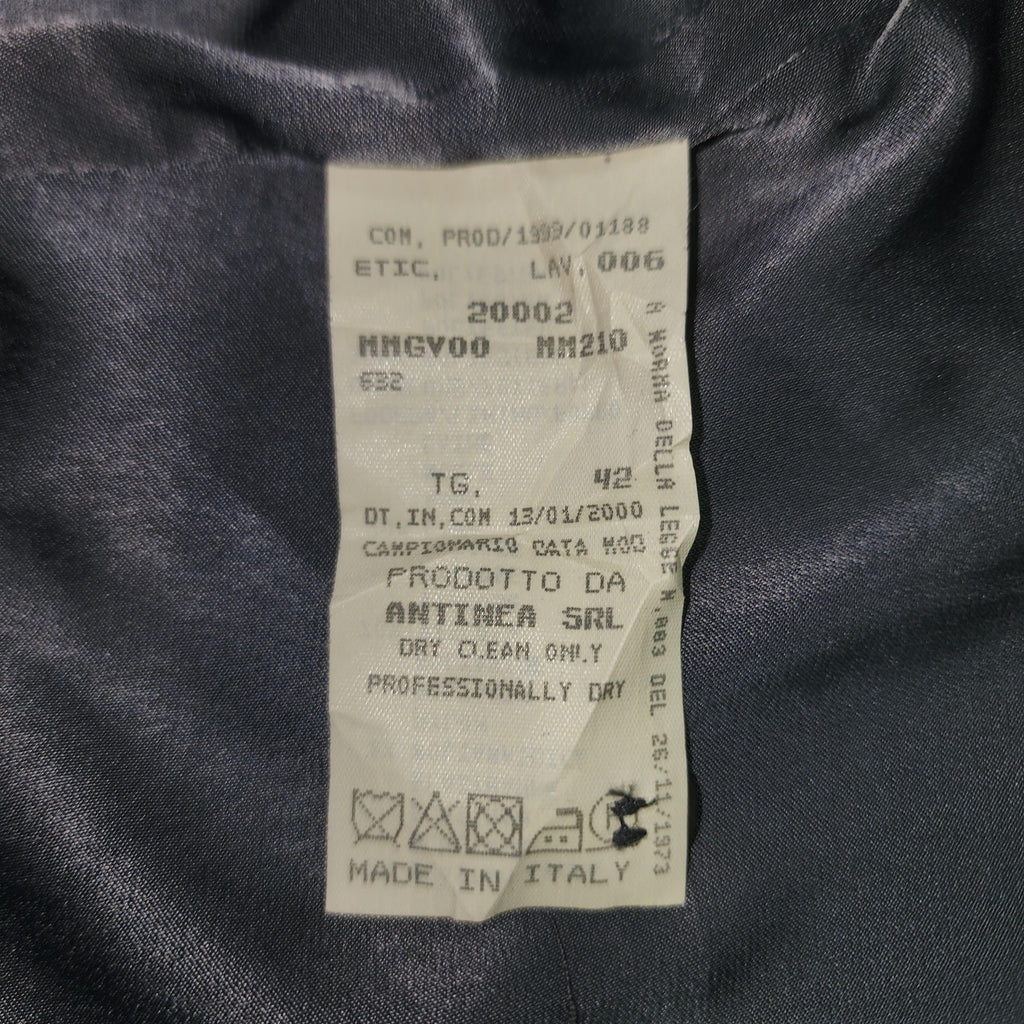 COM, PROD/1999/01188
ETIC, LAV, 006
20002
MMGV00 MM210
632
TG, 42
DT,IN,COM 13/01/2000
CAMPIONARIO DATA MOD
PRODOTTO DA
ANTINEA SRL
DRY CLEAN ONLY
PROFESSIONALLY DRY
MADE IN ITALY
A NORMA DELLA LEGGE N.883 DEL 26/11/1973